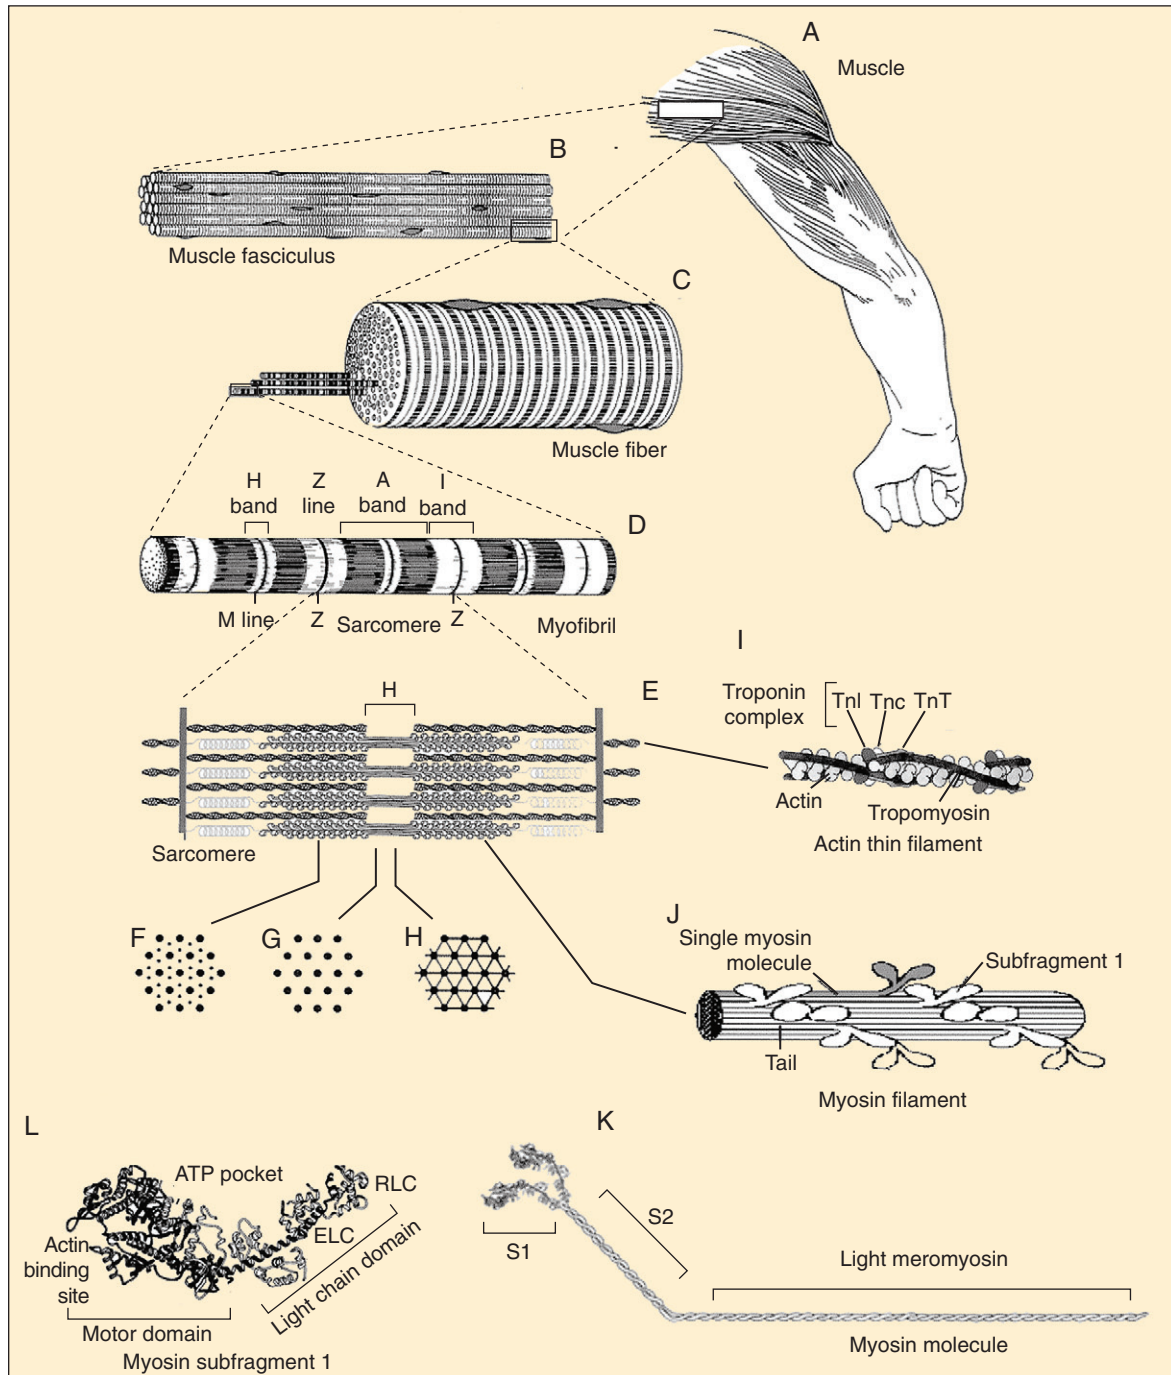 A
Muscle
B
Muscle fasciculus
C
Muscle fiber
H
band
Z
line
A
band
I
band
D
M line
Z
Sarcomere
Z
Myofibril
E
H
Sarcomere
I
Troponin
complex
TnI
Tnc
TnT
Actin
Tropomyosin
Actin thin filament
F
G
H
J
Single myosin
molecule
Subfragment 1
Tail
Myosin filament
L
ATP pocket
RLC
ELC
Actin
binding
site
Light chain domain
Motor domain
Myosin subfragment 1
K
S1
S2
Light meromyosin
Myosin molecule